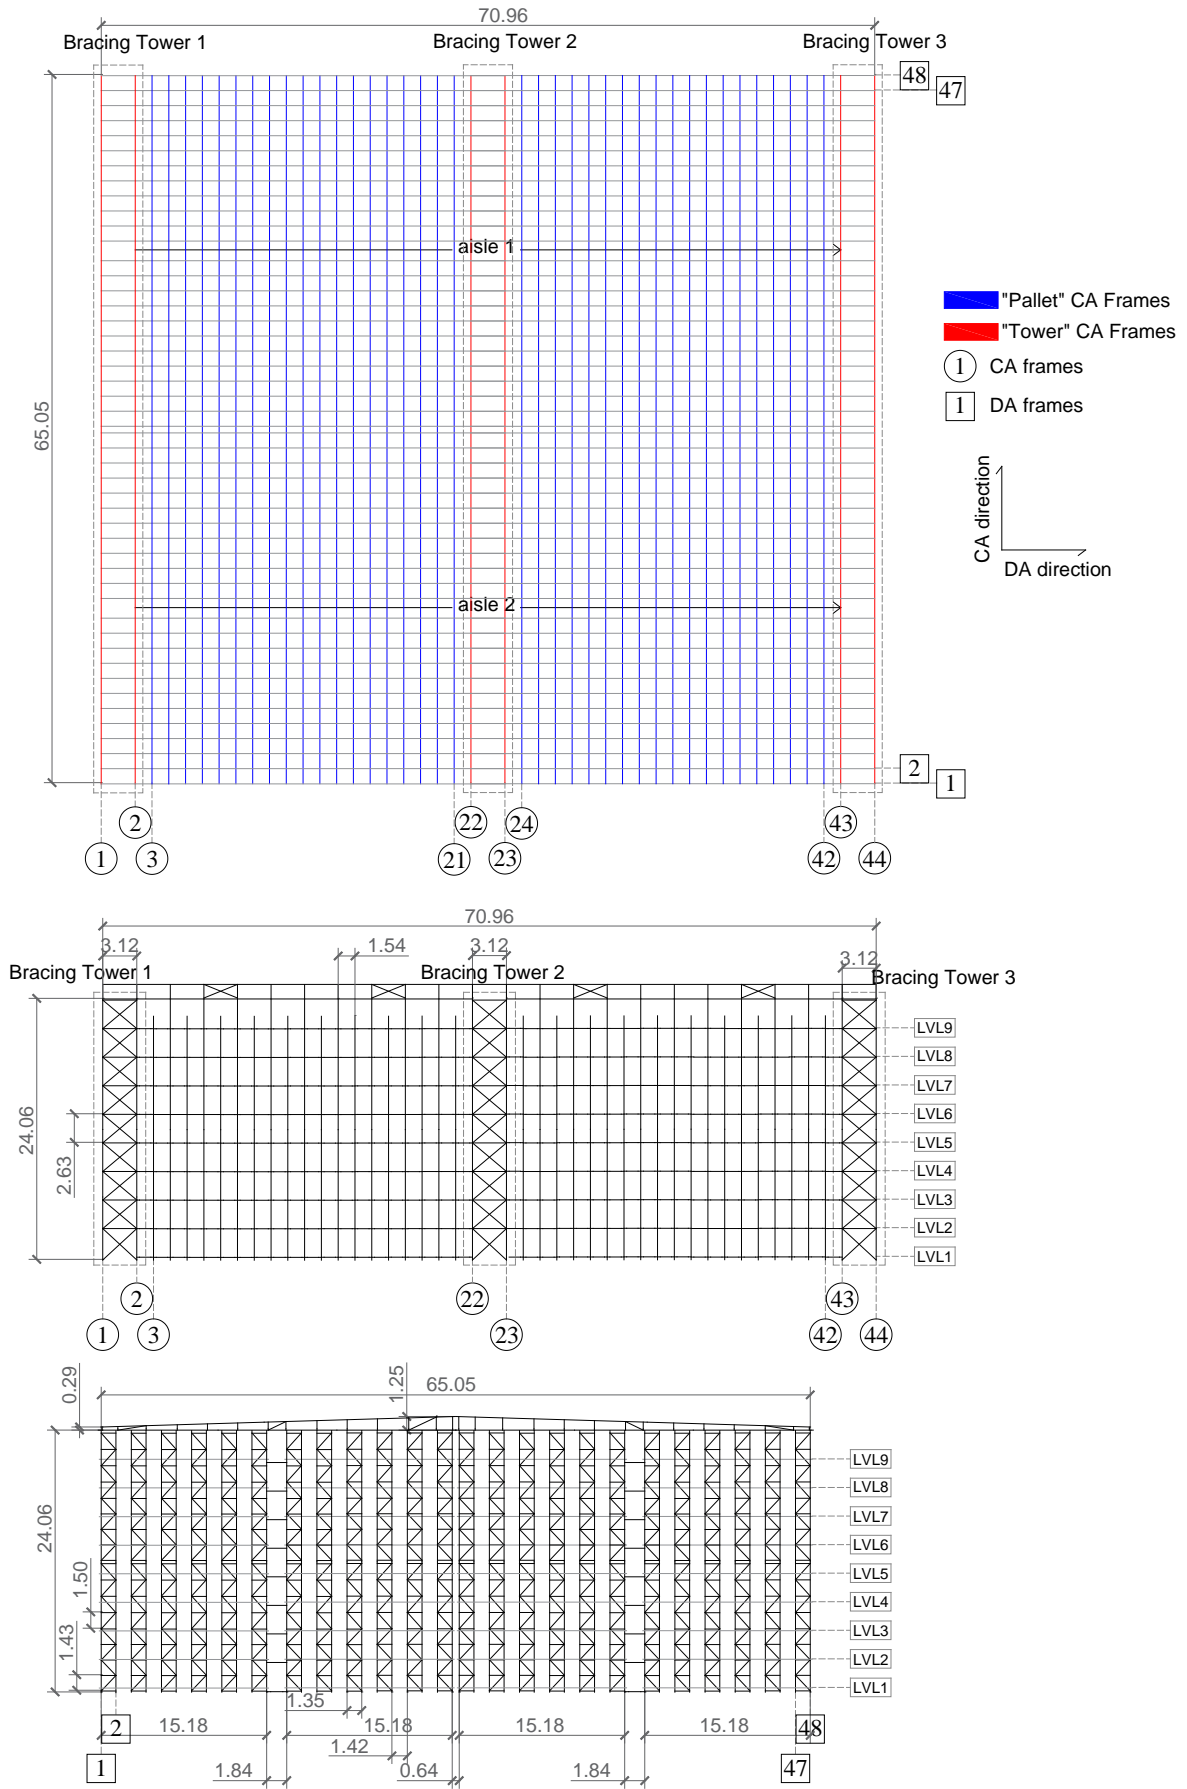 70.96
Bracing Tower 1
Bracing Tower 2
Bracing Tower 3
48
47
aisle 1
65.05
"Pallet" CA Frames
"Tower" CA Frames
1 CA frames
1 DA frames
CA direction
DA direction
aisle 2
2
1
2
22
24
43
1
3
21
23
42
44
70.96
3.12
1.54
3.12
3.12
Bracing Tower 1
Bracing Tower 2
Bracing Tower 3
LVL9
LVL8
LVL7
LVL6
LVL5
LVL4
LVL3
LVL2
LVL1
24.06
2.63
2
22
43
1
3
23
42
44
0.29
1.25
65.05
LVL9
LVL8
LVL7
LVL6
LVL5
LVL4
LVL3
LVL2
LVL1
24.06
1.50
1.43
1.35
2
15.18
15.18
15.18
15.18
48
1.42
1
1.84
0.64
1.84
47